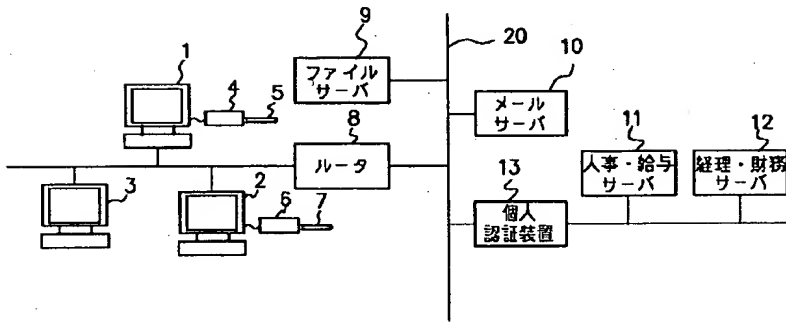 9
20
1
ファイル
サーバ
10
4
5
メール
サーバ
8
11
12
ルータ
人事・給与
サーバ
経理・財務
サーバ
3
2
13
6
7
個人
認証装置